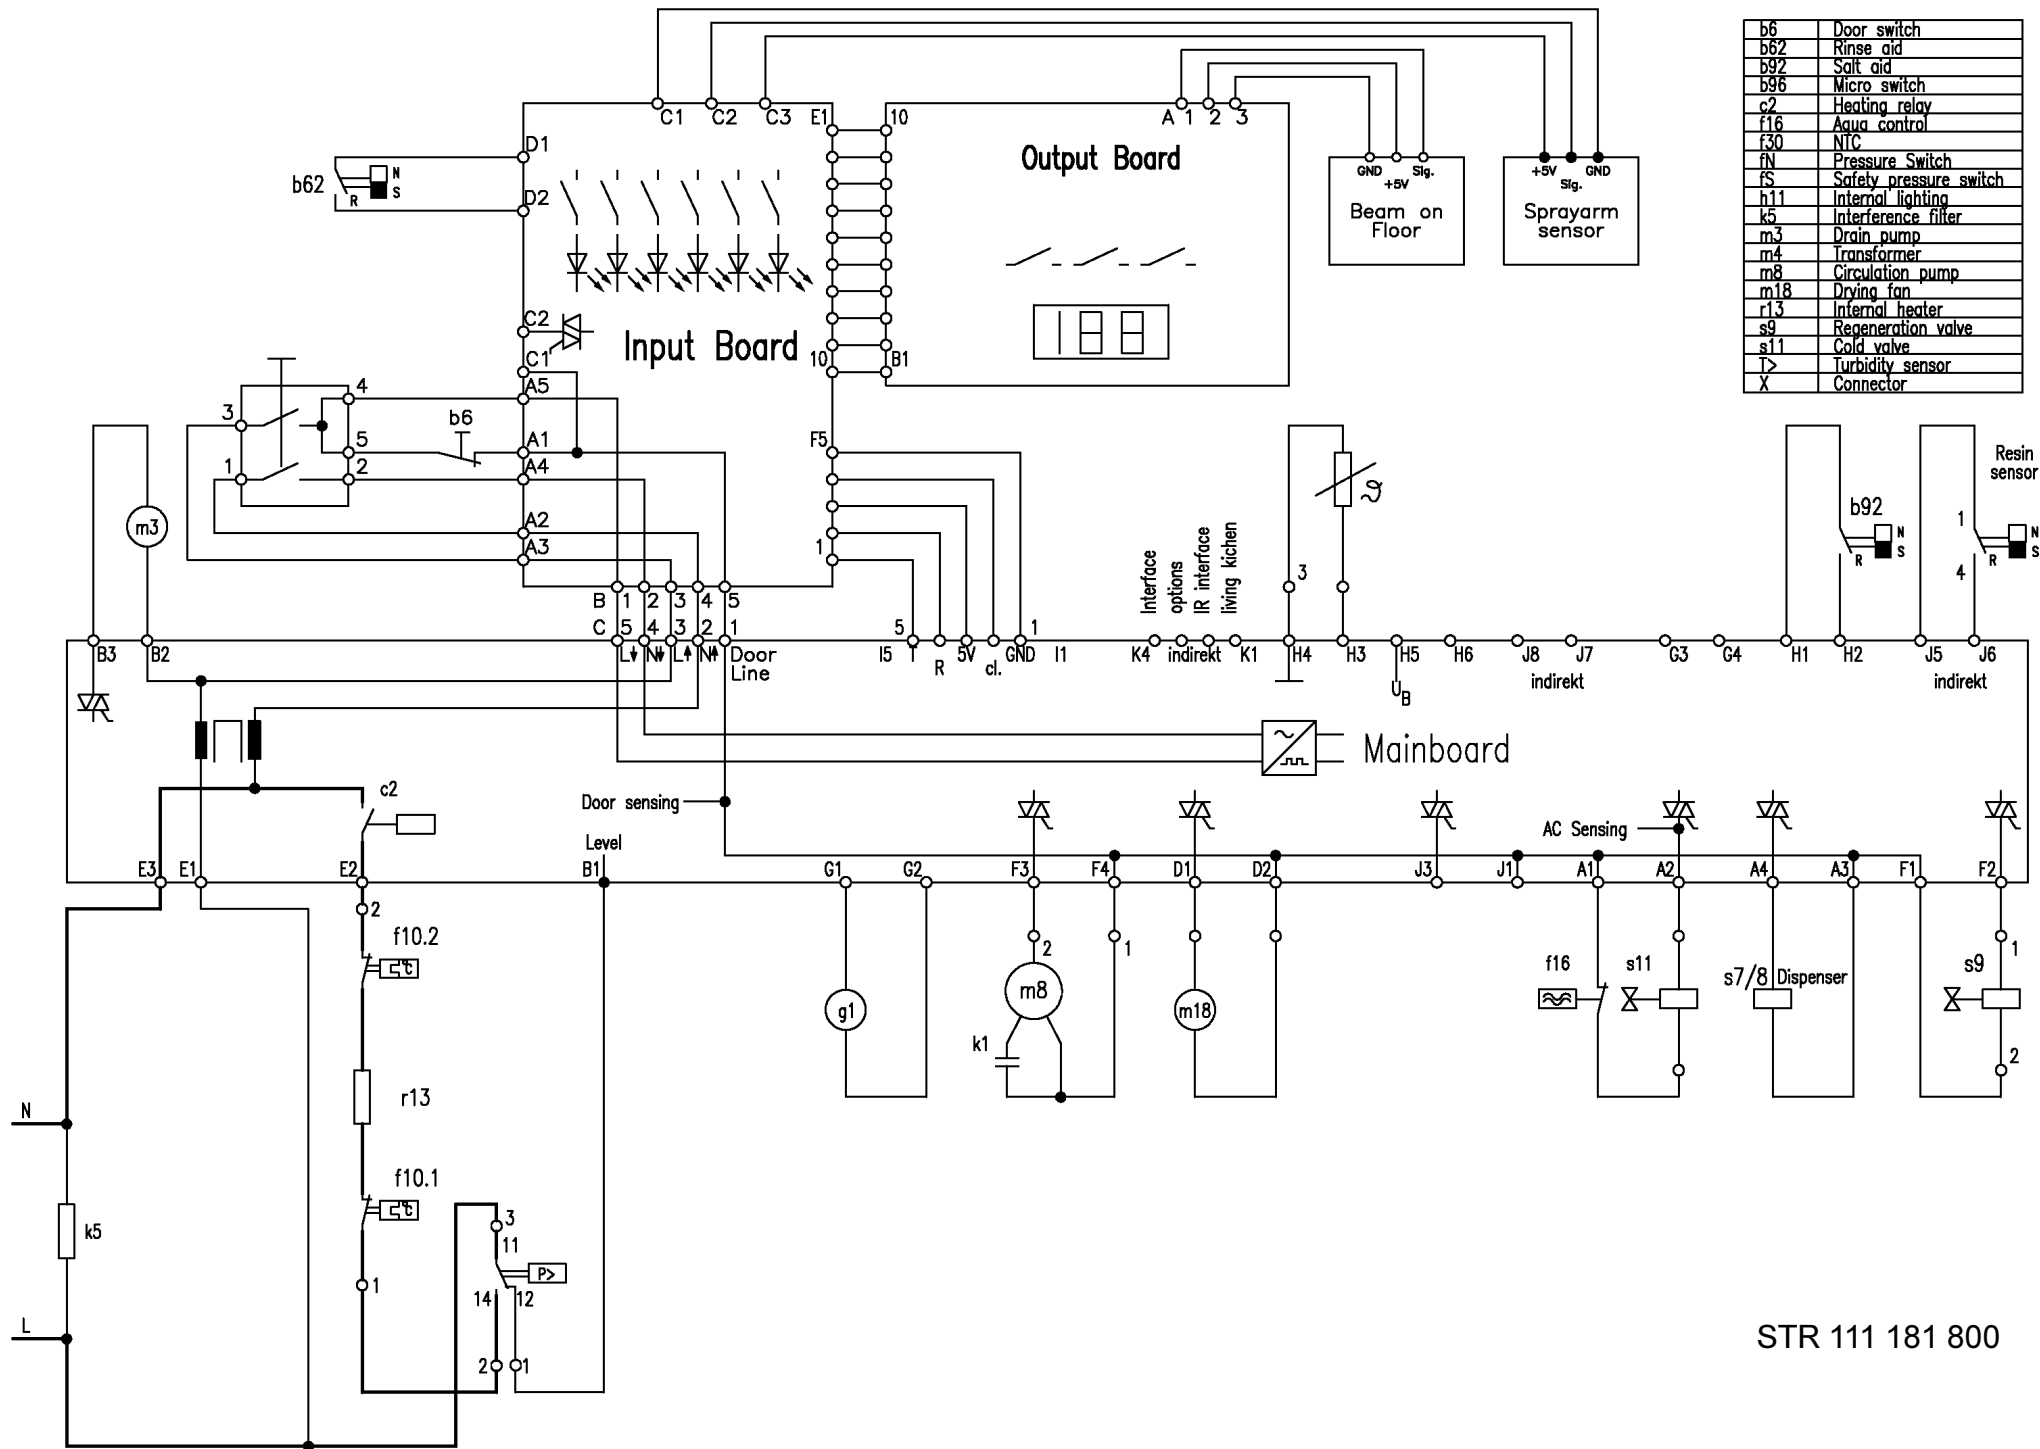 b6 Door switch
b62 Rinse aid
b92 Salt aid
b96 Micro switch
c2 Heating relay
f16 Aqua control
f30 NTC
fN Pressure Switch
fS Safety pressure switch
h11 Internal lighting
k5 Interference filter
m3 Drain pump
m4 Transformer
m8 Circulation pump
m18 Drying fan
r13 Internal heater
s9 Regeneration valve
s11 Cold valve
T> Turbidity sensor
X Connector
C1 C2 C3 E1 10 A 1 2 3
D1
b62 N S R
D2
Output Board
GND Sig.
+5V
Beam on
Floor
+5V GND
Sig.
Sprayarm
sensor
C2
Input Board
C1 10 B1
A5
4
3
b6
5 A1 F5
1 2 A4
m3
A2
A3 1
B 1 2 3 4 5
C 5 4 3 2 1
Interface
options
IR interface
living kichen
3
ϑ
b92 N S R
Resin
sensor
1 N S R
4
B3 B2 L N L N Door
Line
5 1
I5 T R 5V cl. GND I1
K4 indirekt K1 H4 H3 H5 H6 J8 J7 G3 G4 H1 H2 J5 J6
UB
indirekt
indirekt
Mainboard
c2
Door sensing
Level
AC Sensing
E3 E1 E2 B1 G1 G2 F3 F4 D1 D2 J3 J1 A1 A2 A4 A3 F1 F2
2
f10.2
°C
2 1
1
g1 m8 m18
k1
f16 s11 s7/8 Dispenser s9
2
r13
N
f10.1
°C
k5
3
11
P>
1
14 12
L
2 1
STR 111 181 800